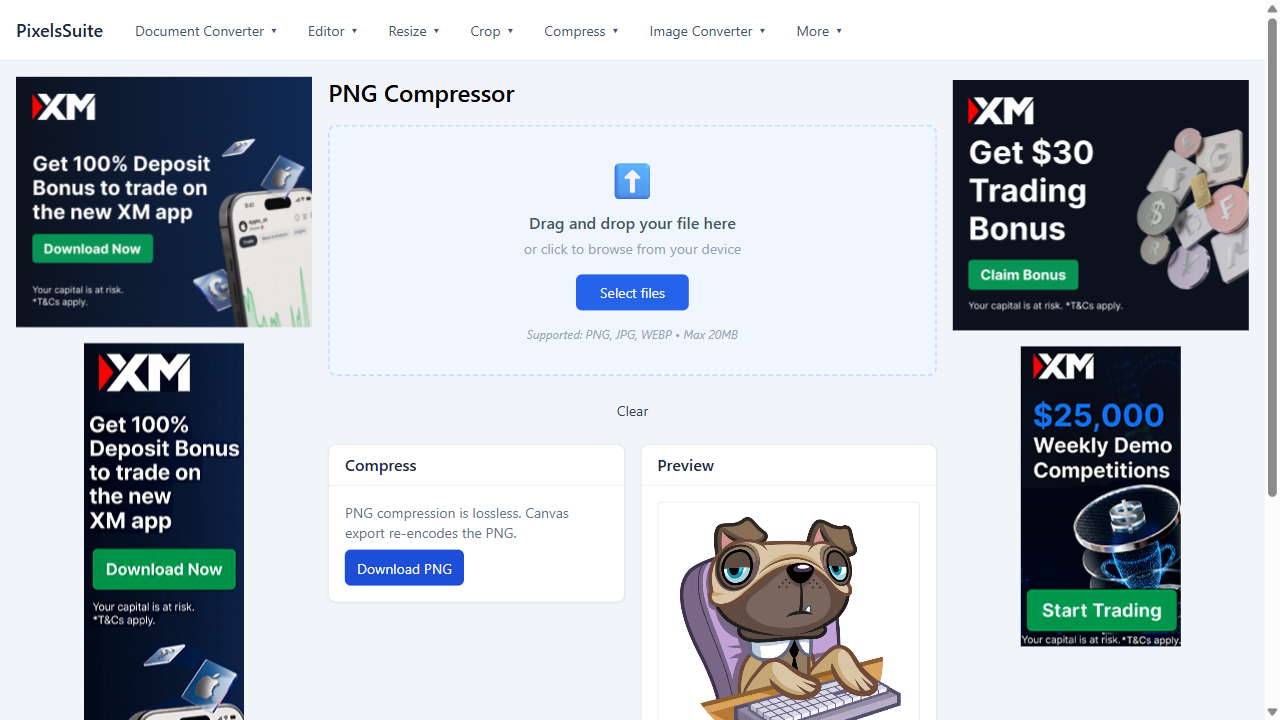 PixelsSuite
Document Converter ▾
Editor ▾
Resize ▾
Crop ▾
Compress ▾
Image Converter ▾
More ▾
XM
Get 100% Deposit
Bonus to trade on
the new XM app
Download Now
Your capital is at risk.
*T&Cs apply.
XM
Get 100%
Deposit Bonus
to trade on
the new
XM app
Download Now
Your capital is at risk.
*T&Cs apply.
PNG Compressor
Drag and drop your file here
or click to browse from your device
Select files
Supported: PNG, JPG, WEBP • Max 20MB
Clear
Compress
PNG compression is lossless. Canvas
export re-encodes the PNG.
Download PNG
Preview
XM
Get $30
Trading
Bonus
Claim Bonus
Your capital is at risk. *T&Cs apply.
XM
$25,000
Weekly Demo
Competitions
Start Trading
Your capital is at risk.*T&Cs apply.